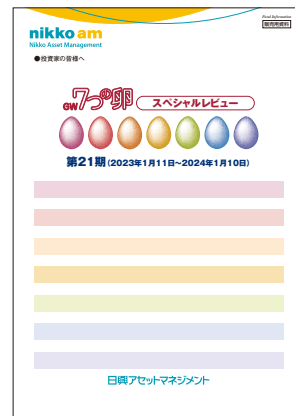 Fund Information
販売用資料
nikko am
Nikko Asset Management
●投資家の皆様へ
GW7つの卵
スペシャルレビュー
第21期(2023年1月11日~2024年1月10日)
日興アセットマネジメント